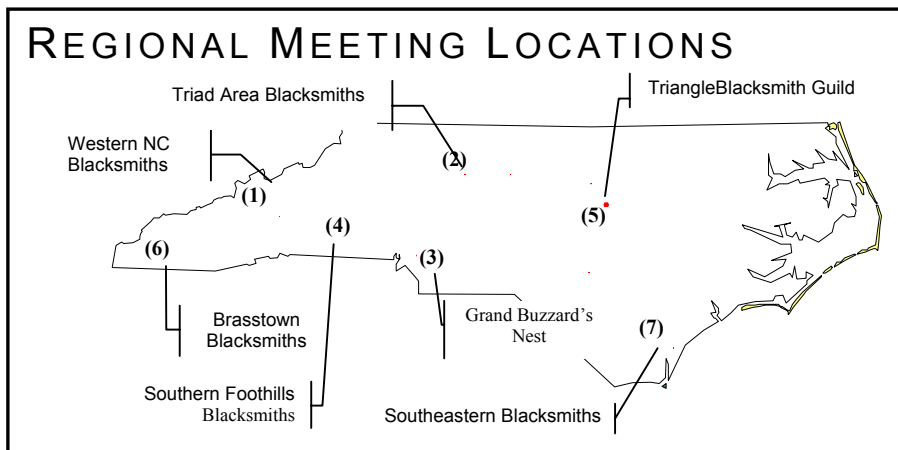 REGIONAL MEETING LOCATIONS
Triad Area Blacksmiths
TriangleBlacksmith Guild
Western NC
Blacksmiths
(2)
(1)
(5)
(4)
(6)
(3)
Brasstown
Blacksmiths
Grand Buzzard's
Nest
(7)
Southern Foothills
Blacksmiths
Southeastern Blacksmiths